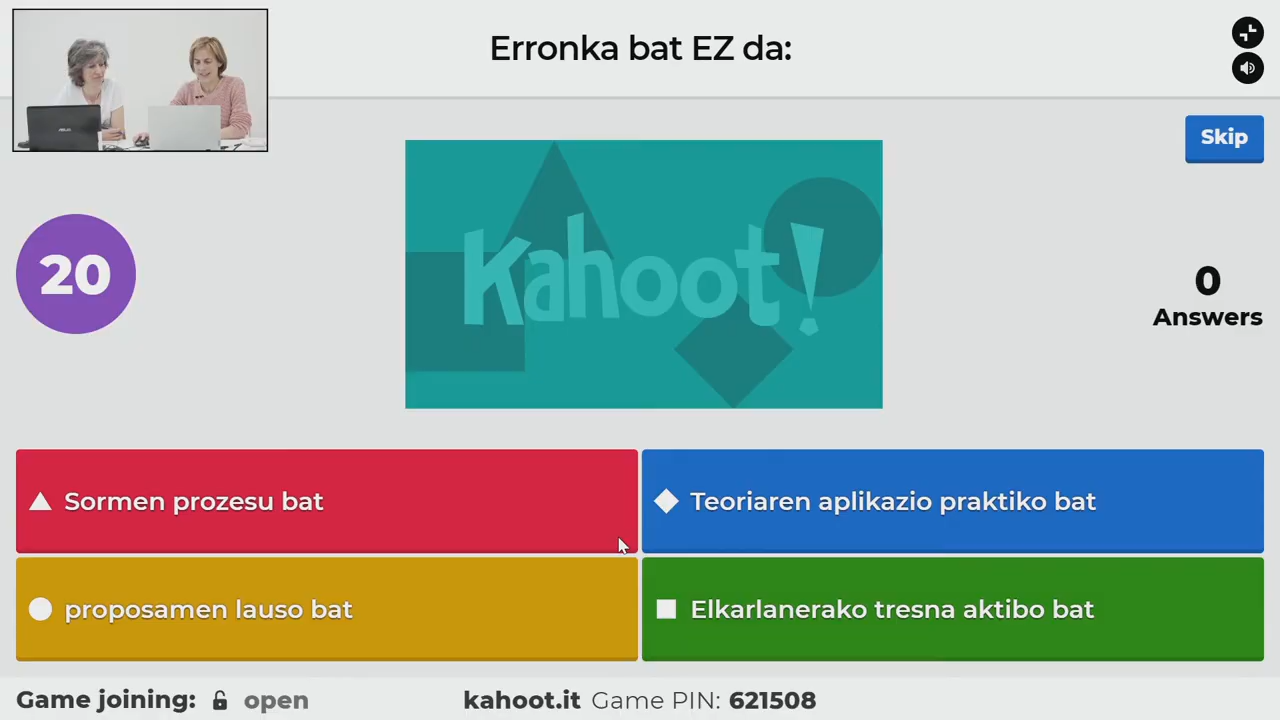 Erronka bat EZ da:
Skip
20
Kahoot!
0
Answers
Sormen prozesu bat
Teoriaren aplikazio praktiko bat
proposamen lauso bat
Elkarlanerako tresna aktibo bat
Game joining: open
kahoot.it Game PIN: 621508